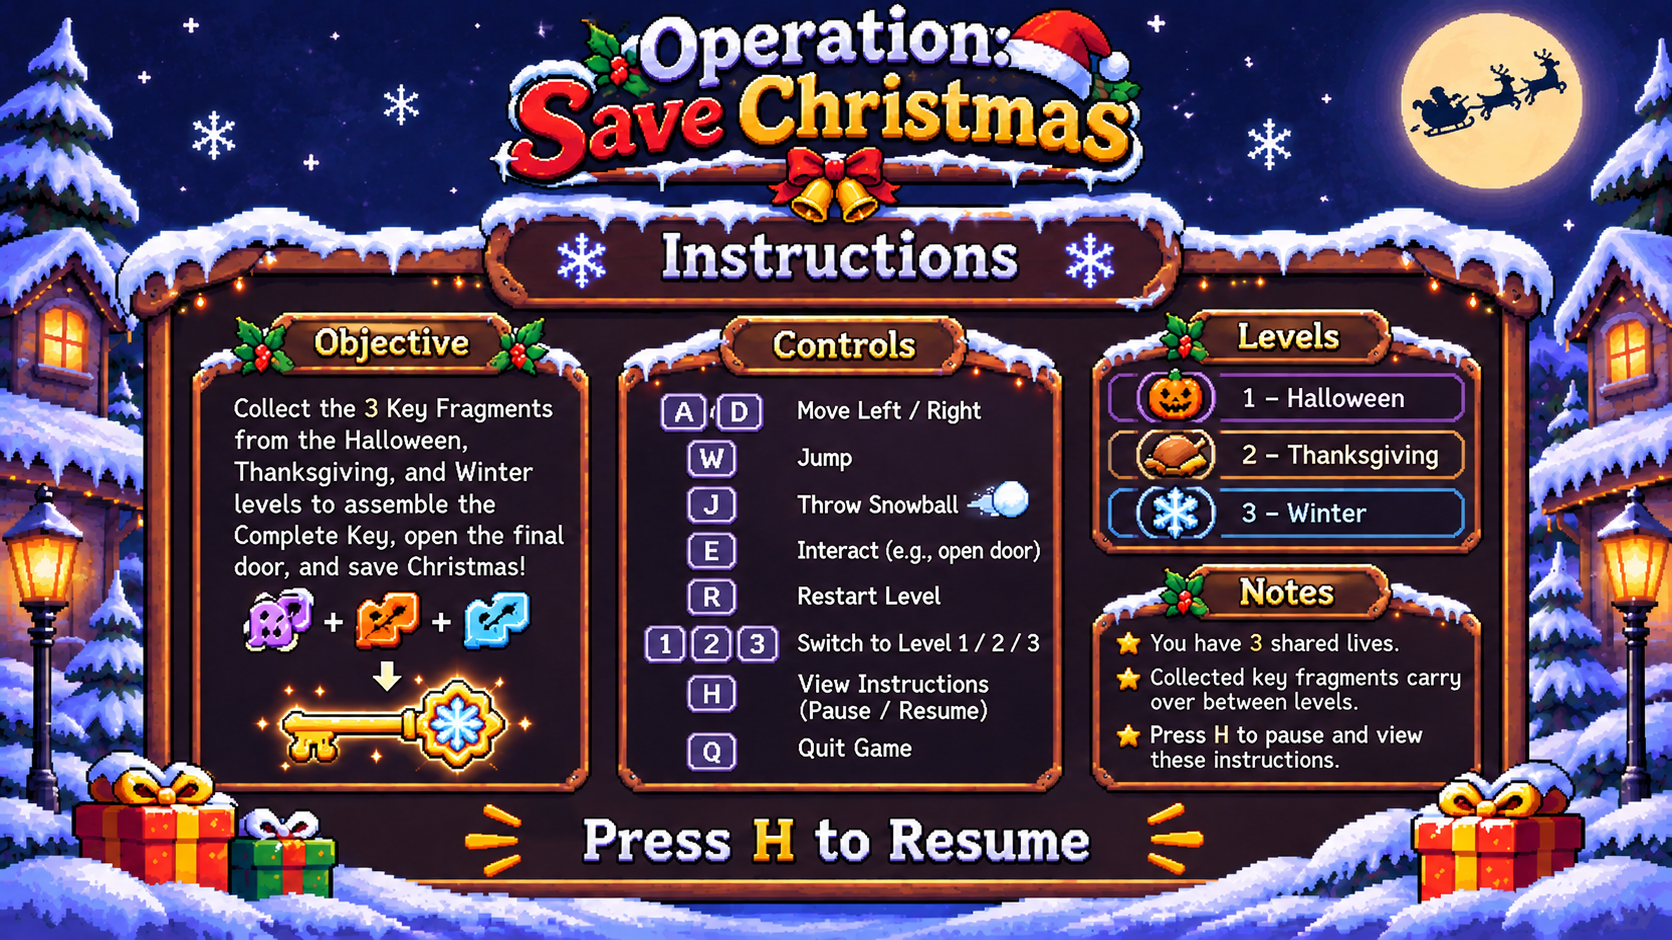 Operation:
Save Christmas
Instructions
Objective
Collect the 3 Key Fragments
from the Halloween,
Thanksgiving, and Winter
levels to assemble the
Complete Key, open the final
door, and save Christmas!
+ +
Controls
A / D Move Left / Right
W Jump
J Throw Snowball
E Interact (e.g., open door)
R Restart Level
1 2 3 Switch to Level 1 / 2 / 3
H View Instructions
(Pause / Resume)
Q Quit Game
Levels
1 – Halloween
2 – Thanksgiving
3 – Winter
Notes
You have 3 shared lives.
Collected key fragments carry
over between levels.
Press H to pause and view
these instructions.
Press H to Resume